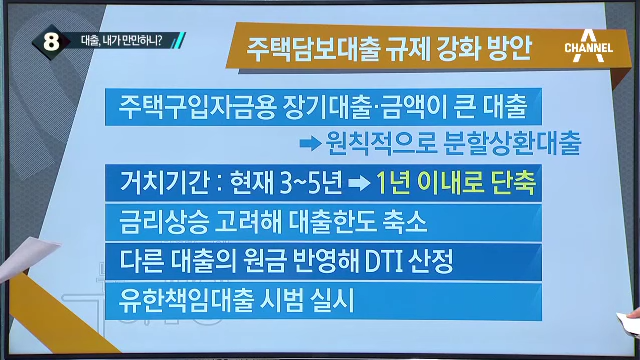 8 대출, 내가 만만하니?
CHANNEL A
주택담보대출 규제 강화 방안
주택구입자금용 장기대출·금액이 큰 대출
➡원칙적으로 분할상환대출
거치기간 : 현재 3~5년 ➡ 1년 이내로 단축
금리상승 고려해 대출한도 축소
다른 대출의 원금 반영해 DTI 산정
유한책임대출 시범 실시